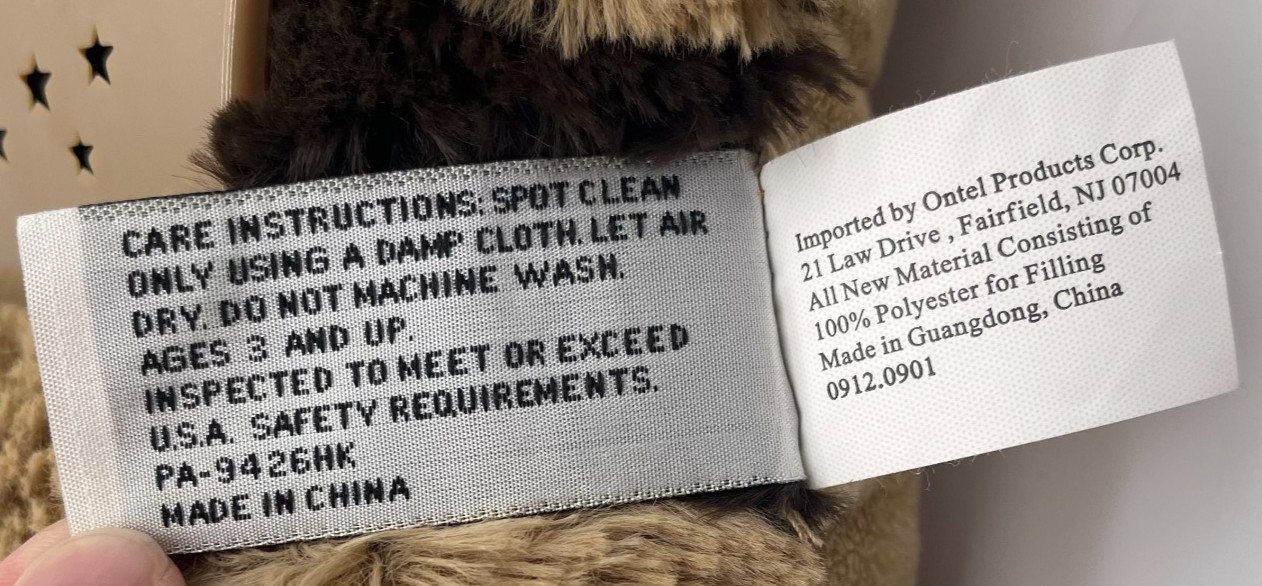 CARE INSTRUCTIONS: SPOT CLEAN
ONLY USING A DAMP CLOTH. LET AIR
DRY. DO NOT MACHINE WASH.
AGES 3 AND UP.
INSPECTED TO MEET OR EXCEED
U.S.A. SAFETY REQUIREMENTS.
PA-9426HK
MADE IN CHINA
Imported by Ontel Products Corp.
21 Law Drive , Fairfield, NJ 07004
All New Material Consisting of
100% Polyester for Filling
Made in Guangdong, China
0912.0901